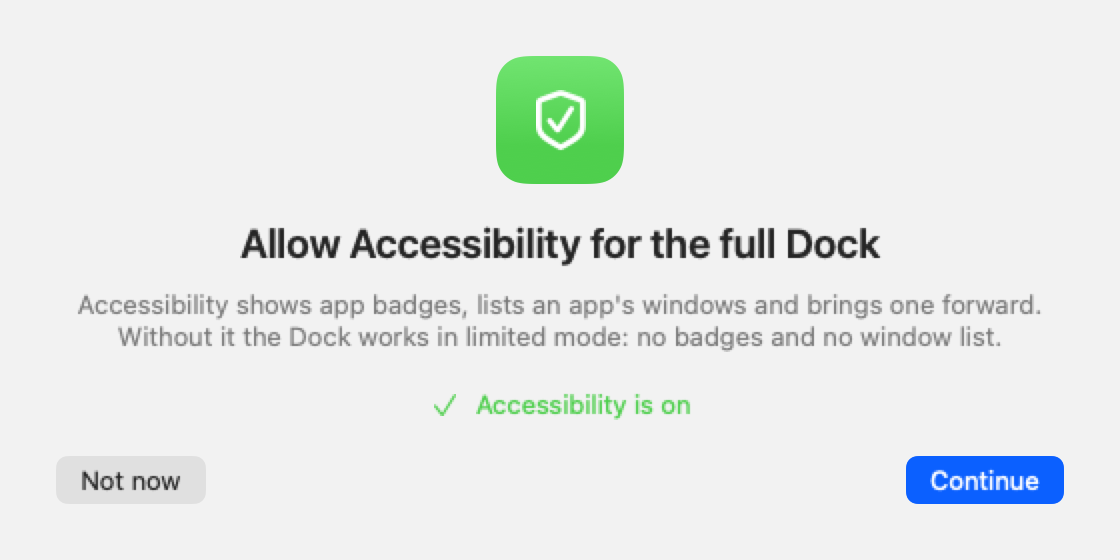 Allow Accessibility for the full Dock
Accessibility shows app badges, lists an app's windows and brings one forward.
Without it the Dock works in limited mode: no badges and no window list.
Accessibility is on
Not now
Continue